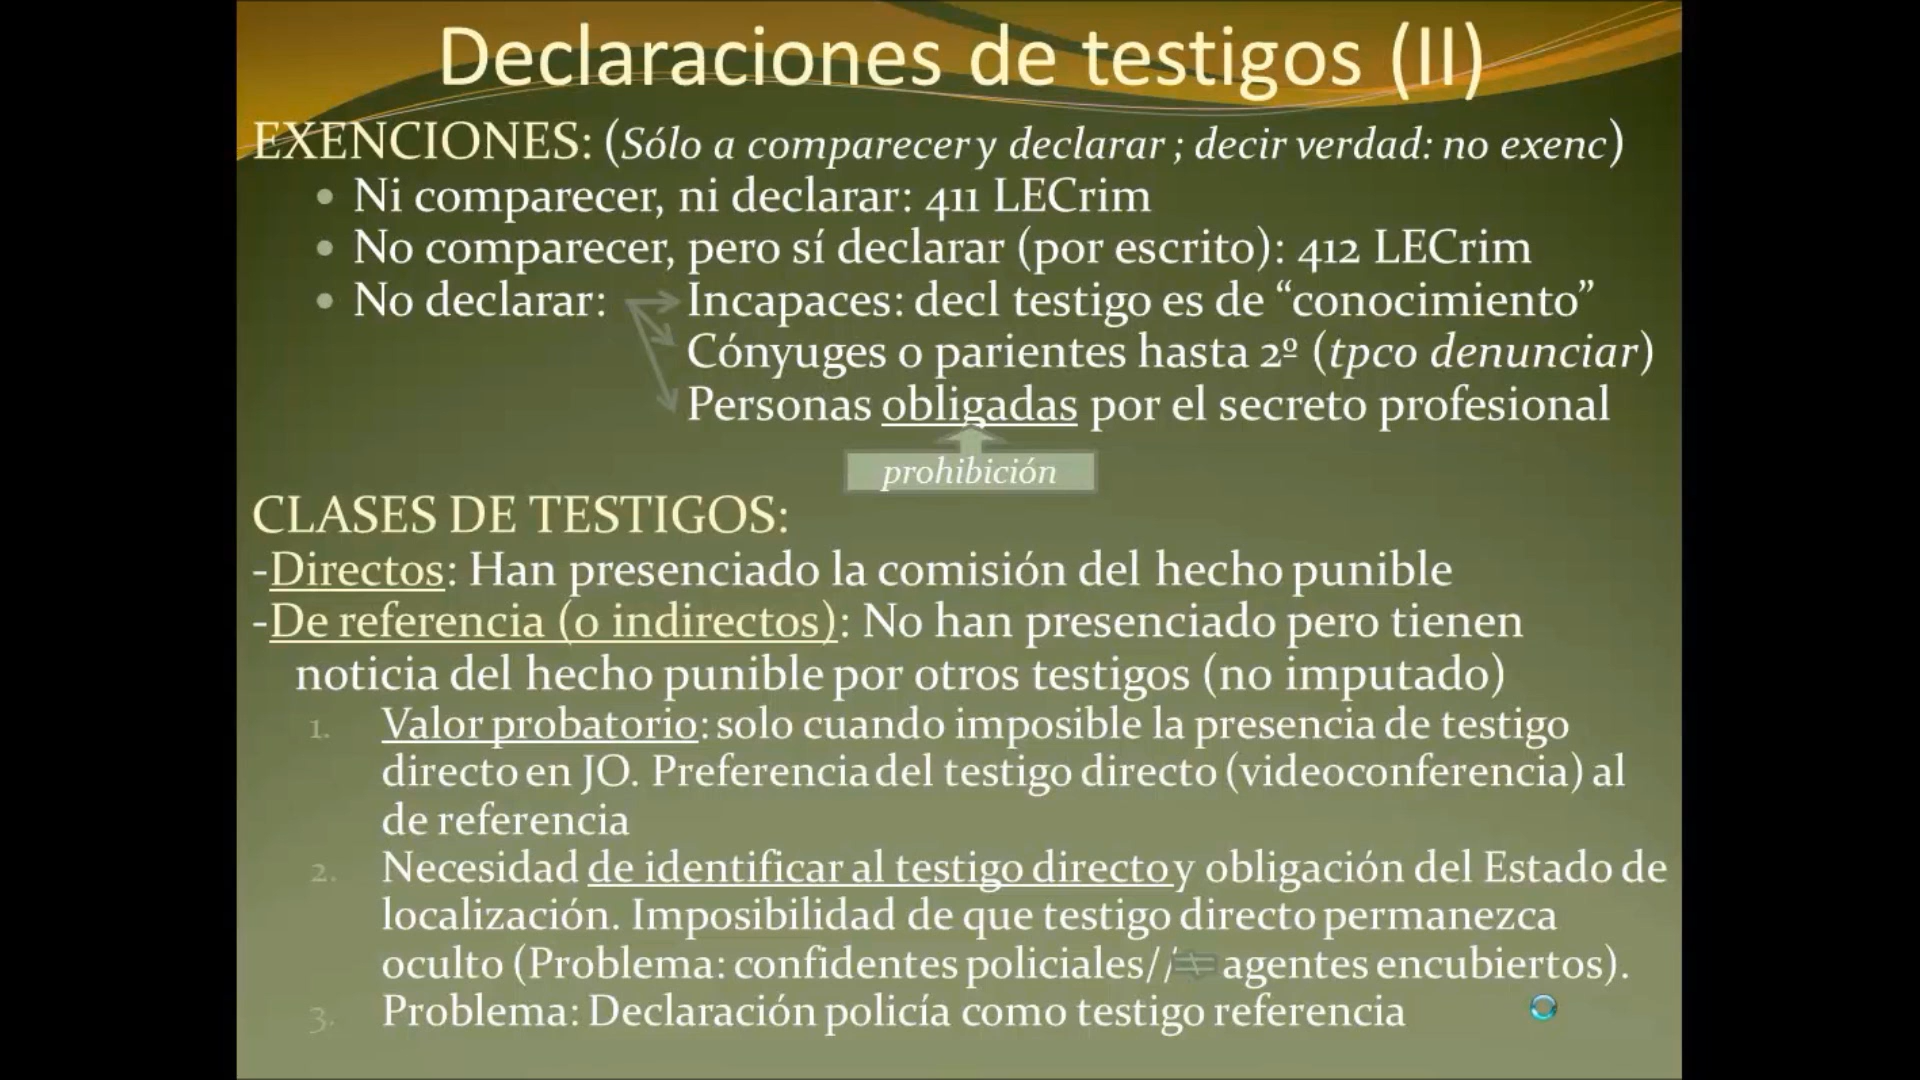 Declaraciones de testigos (II)
EXENCIONES: (Sólo a comparecer y declarar ; decir verdad: no exenc)
• Ni comparecer, ni declarar: 411 LECrim
• No comparecer, pero sí declarar (por escrito): 412 LECrim
• No declarar: Incapaces: decl testigo es de “conocimiento”
Cónyuges o parientes hasta 2º (tpco denunciar)
Personas obligadas por el secreto profesional
prohibición
CLASES DE TESTIGOS:
-Directos: Han presenciado la comisión del hecho punible
-De referencia (o indirectos): No han presenciado pero tienen
noticia del hecho punible por otros testigos (no imputado)
1. Valor probatorio: solo cuando imposible la presencia de testigo
directo en JO. Preferencia del testigo directo (videoconferencia) al
de referencia
2. Necesidad de identificar al testigo directo y obligación del Estado de
localización. Imposibilidad de que testigo directo permanezca
oculto (Problema: confidentes policiales// ≠ agentes encubiertos).
3. Problema: Declaración policía como testigo referencia